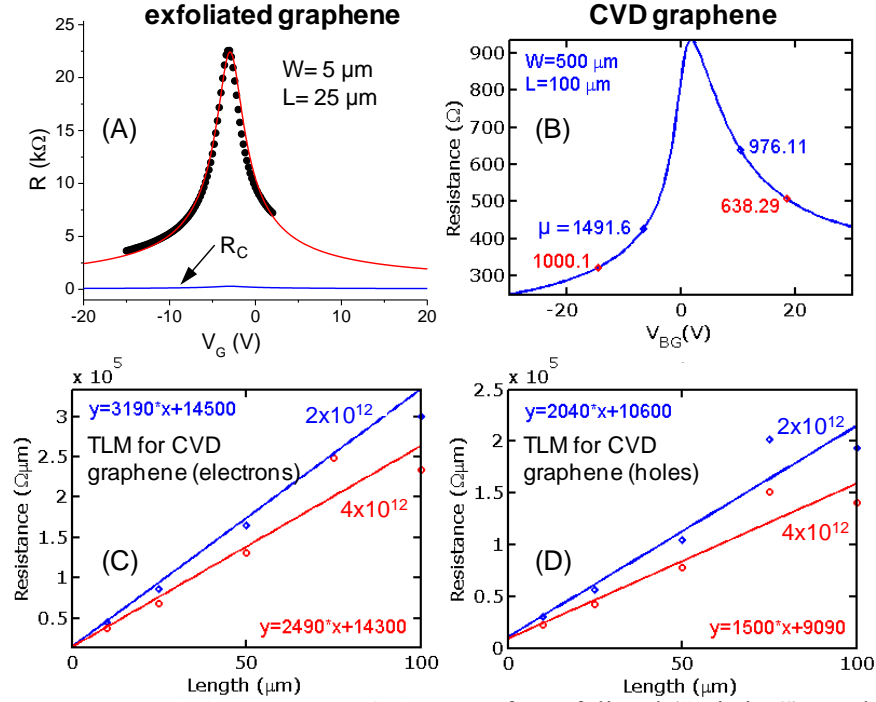 exfoliated graphene
CVD graphene
R (kΩ)
25
20
15
10
5
0
W= 5 µm
L= 25 µm
(A)
R_C
-20 -15 -10 -5 0 5 10 15 20
V_G (V)
Resistance (Ω)
900
800
700
600
500
400
300
W=500 µm
L=100 µm
(B)
976.11
638.29
µ = 1491.6
1000.1
-20 0 20
V_BG(V)
x 10^5
Resistance (Ωµm)
3
2.5
2
1.5
1
0.5
y=3190*x+14500
2x10^12
TLM for CVD
graphene (electrons)
4x10^12
(C)
y=2490*x+14300
0 50 100
Length (µm)
x 10^5
Resistance (Ωµm)
2.5
2
1.5
1
0.5
0
y=2040*x+10600
2x10^12
TLM for CVD
graphene (holes)
4x10^12
(D)
y=1500*x+9090
0 50 100
Length (µm)